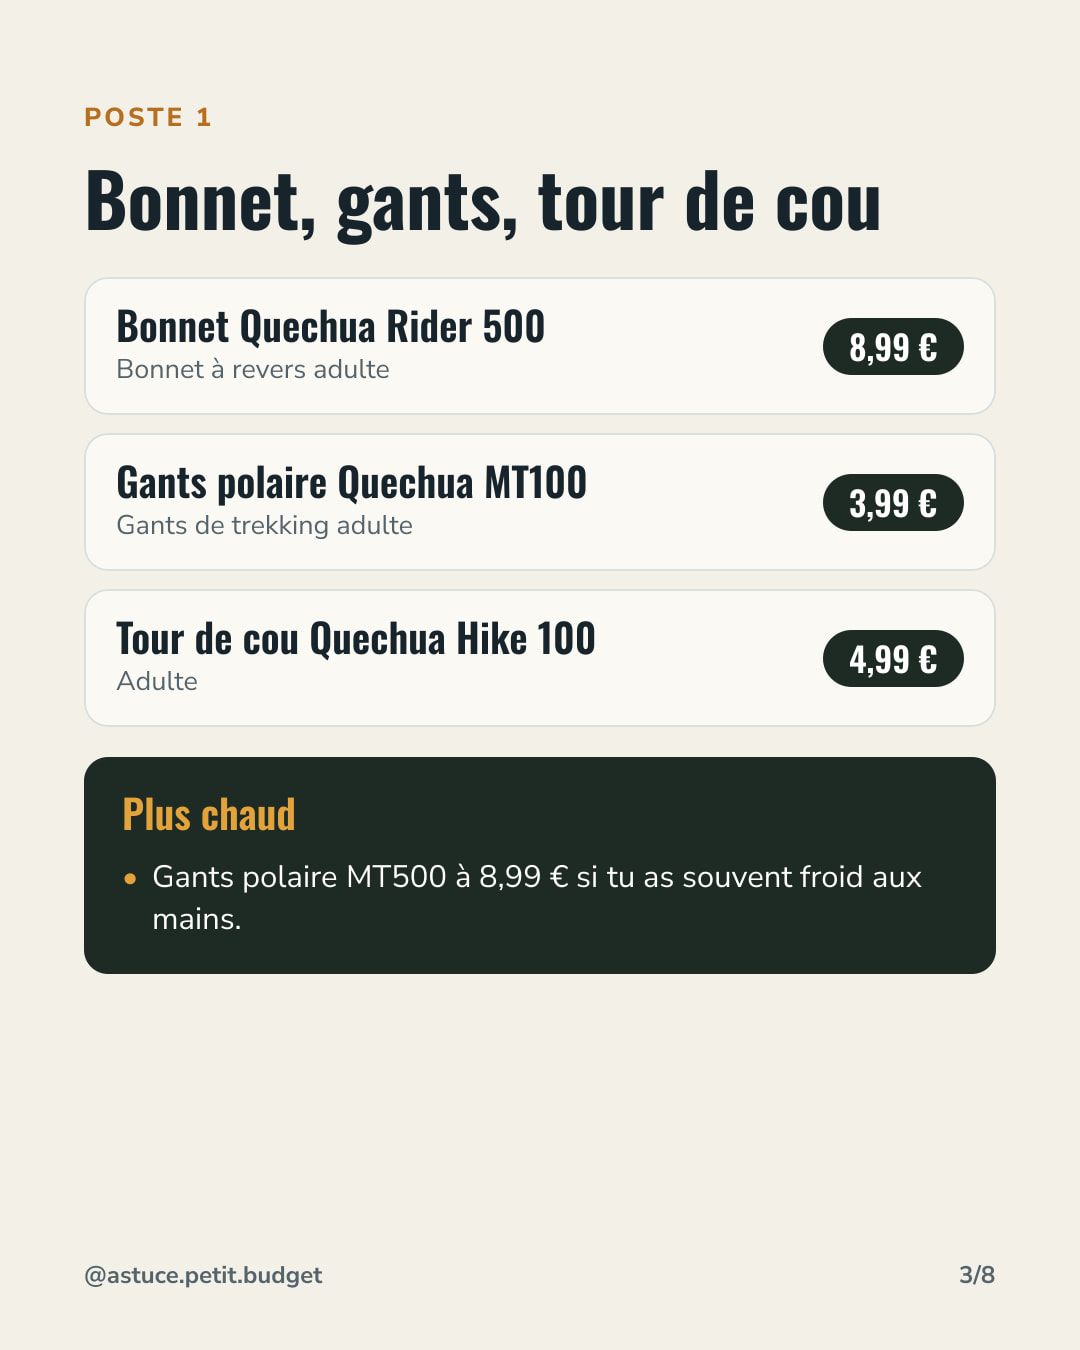 POSTE 1
Bonnet, gants, tour de cou
Bonnet Quechua Rider 500
Bonnet à revers adulte
8,99 €
Gants polaire Quechua MT100
Gants de trekking adulte
3,99 €
Tour de cou Quechua Hike 100
Adulte
4,99 €
Plus chaud
• Gants polaire MT500 à 8,99 € si tu as souvent froid aux
mains.
@astuce.petit.budget
3/8